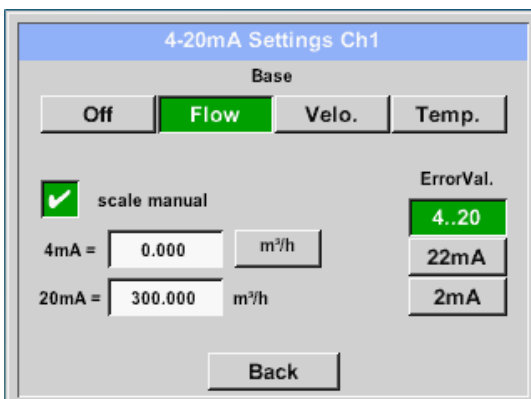 4-20mA Settings Ch1
Base
Off Flow Velo. Temp.
ErrorVal.
✔ scale manual
4..20
4mA = 0.000 m³/h
22mA
20mA = 300.000 m³/h
2mA
Back